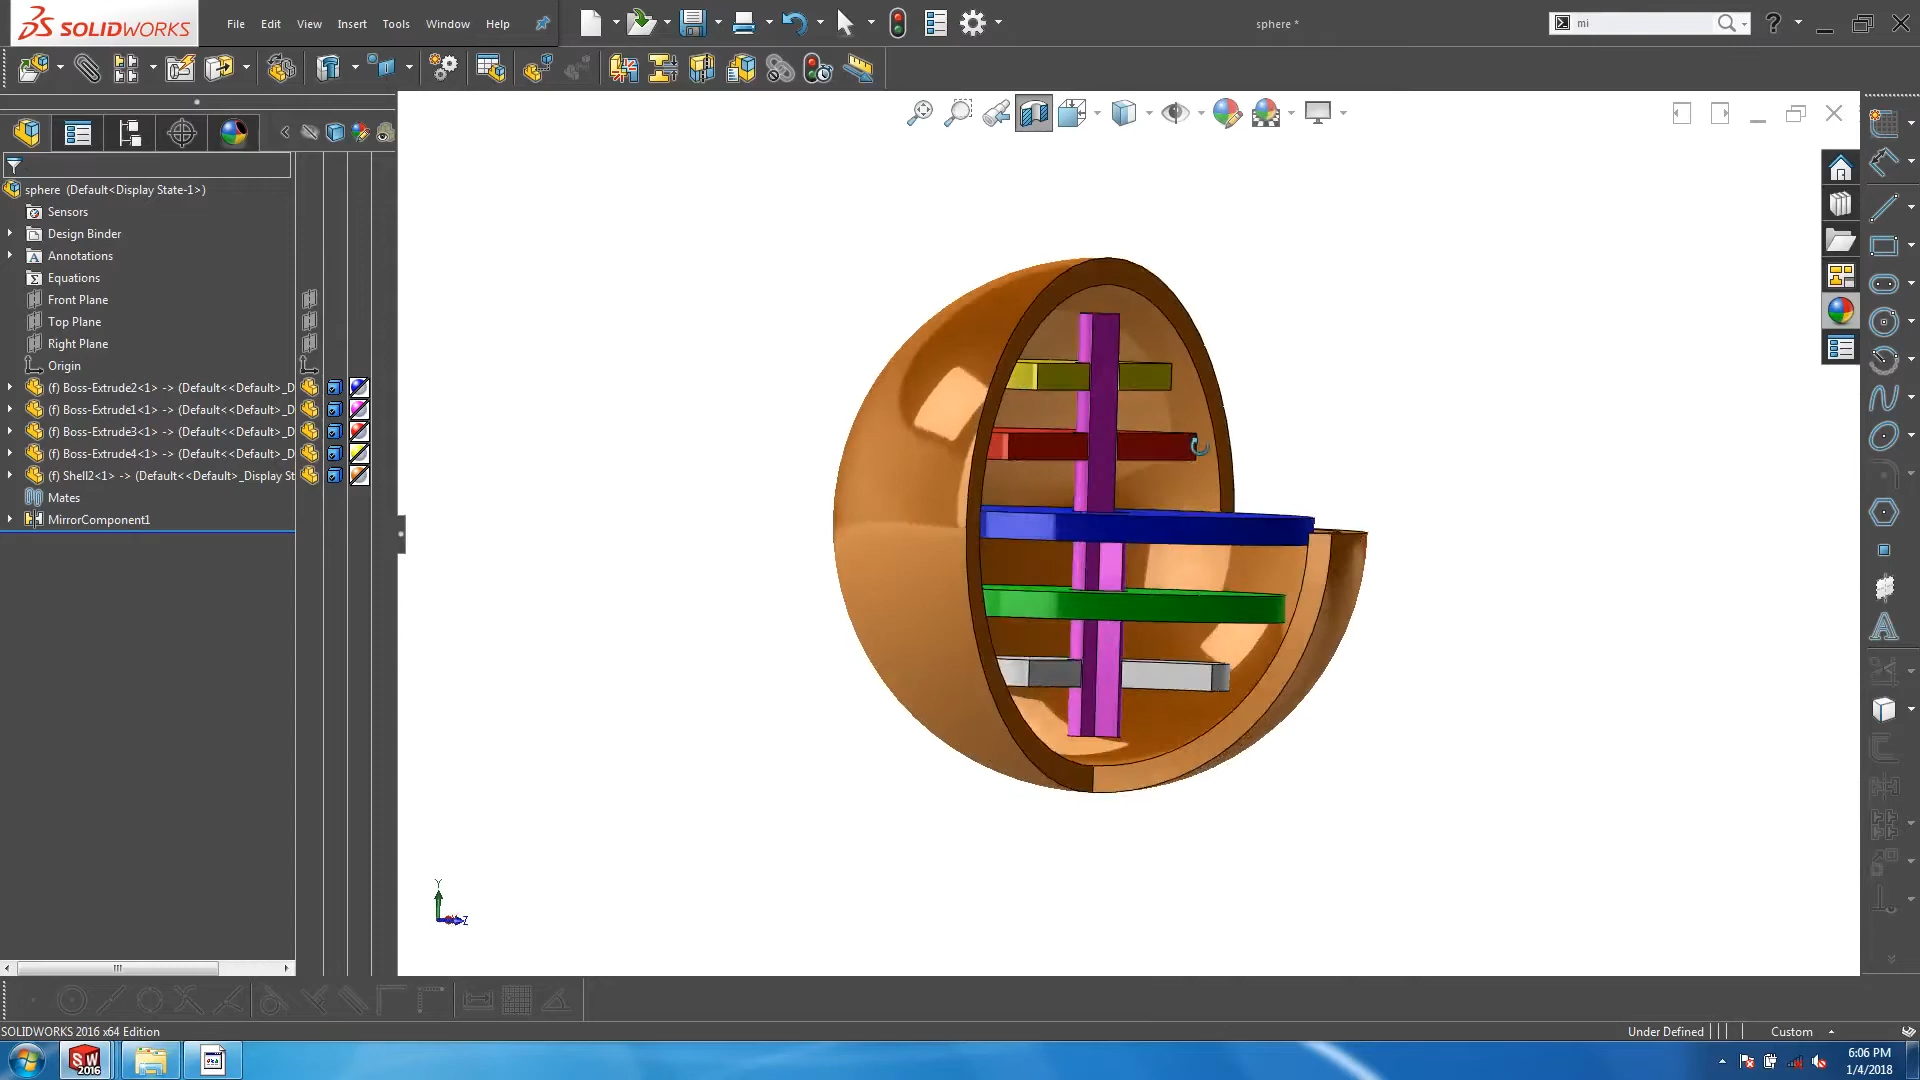 SOLIDWORKS
File Edit View Insert Tools Window Help
sphere *
mi
sphere (Default<Display State-1>)
Sensors
Design Binder
Annotations
Equations
Front Plane
Top Plane
Right Plane
Origin
(f) Boss-Extrude2<1> -> (Default<<Default>_D
(f) Boss-Extrude1<1> -> (Default<<Default>_D
(f) Boss-Extrude3<1> -> (Default<<Default>_D
(f) Boss-Extrude4<1> -> (Default<<Default>_D
(f) Shell2<1> -> (Default<<Default>_Display St
Mates
MirrorComponent1
Y
Z
SOLIDWORKS 2016 x64 Edition
Under Defined
Custom
SW
2016
6:06 PM
1/4/2018